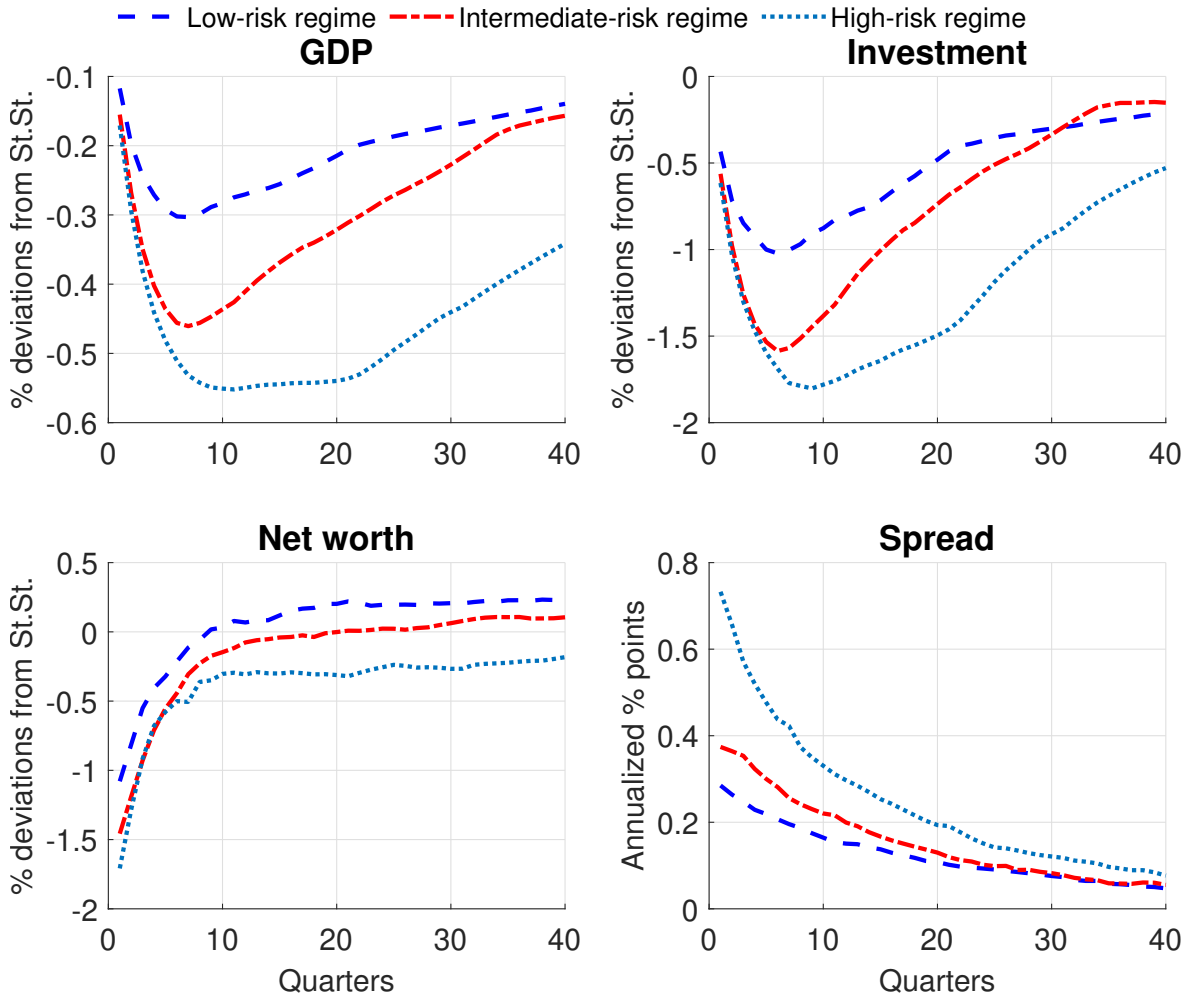 Low-risk regime Intermediate-risk regime High-risk regime
GDP
% deviations from St.St.
-0.1
-0.2
-0.3
-0.4
-0.5
-0.6
0 10 20 30 40
Investment
% deviations from St.St.
0
-0.5
-1
-1.5
-2
0 10 20 30 40
Net worth
% deviations from St.St.
0.5
0
-0.5
-1
-1.5
-2
0 10 20 30 40
Quarters
Spread
Annualized % points
0.8
0.6
0.4
0.2
0
0 10 20 30 40
Quarters